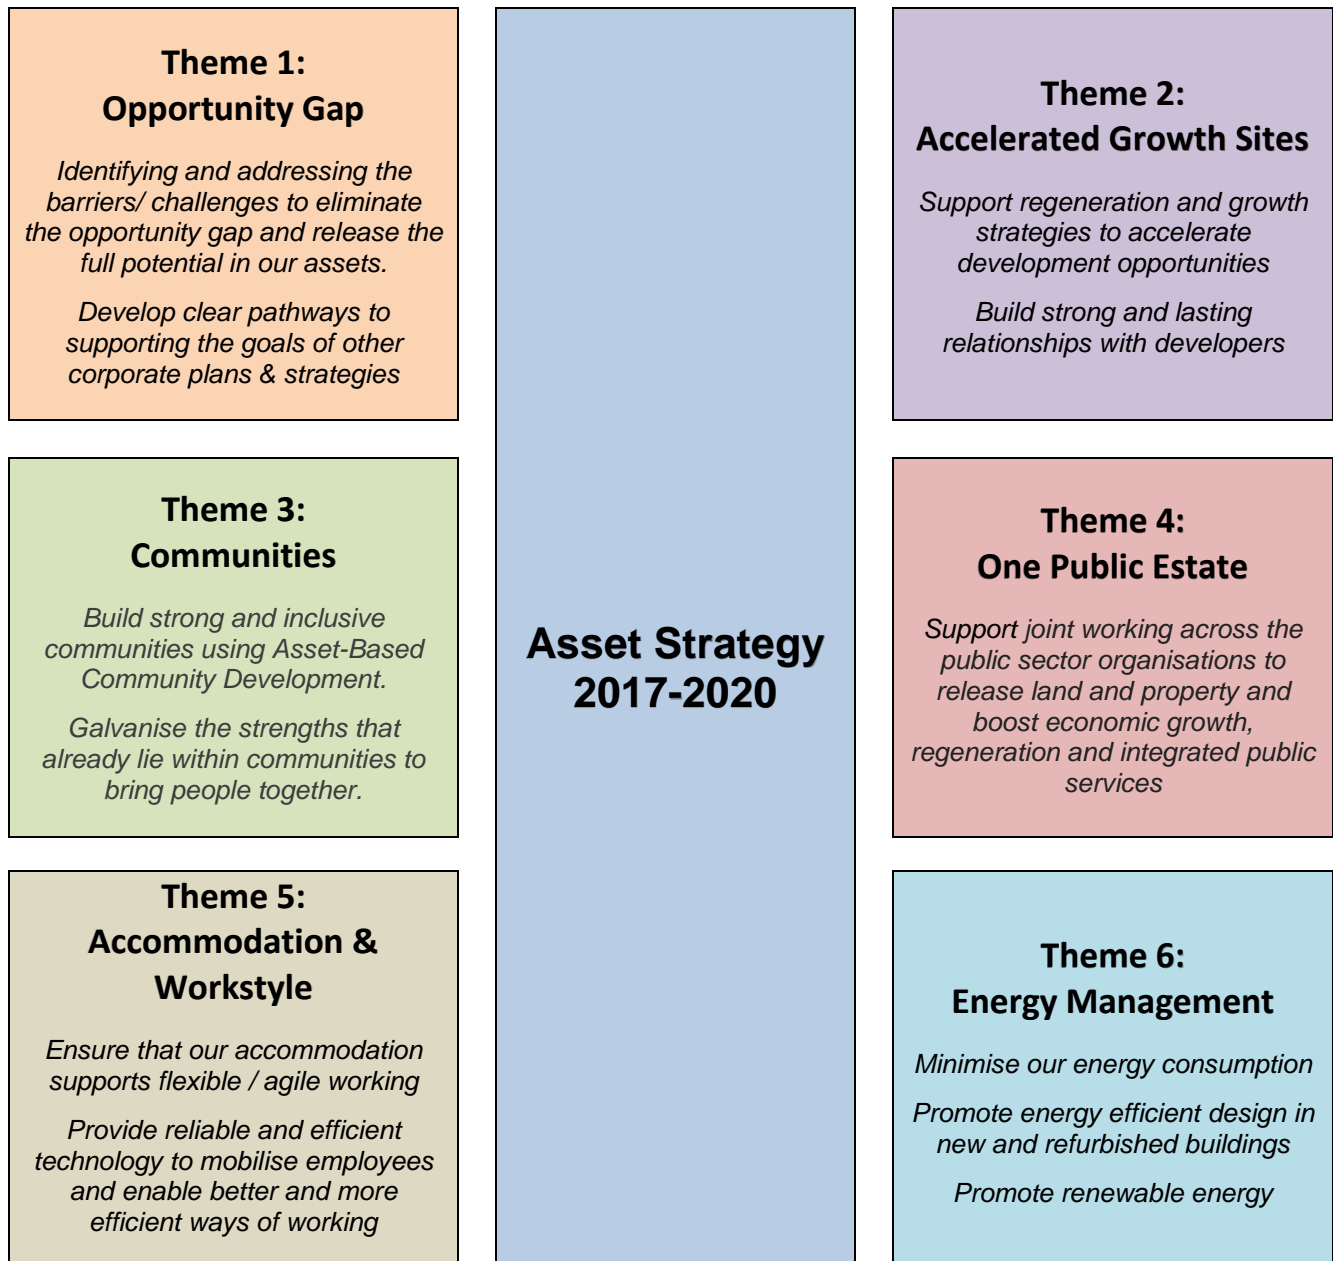 Theme 1:
Opportunity Gap
Identifying and addressing the
barriers/ challenges to eliminate
the opportunity gap and release the
full potential in our assets.
Develop clear pathways to
supporting the goals of other
corporate plans & strategies
Theme 2:
Accelerated Growth Sites
Support regeneration and growth
strategies to accelerate
development opportunities
Build strong and lasting
relationships with developers
Theme 3:
Communities
Build strong and inclusive
communities using Asset-Based
Community Development.
Galvanise the strengths that
already lie within communities to
bring people together.
Asset Strategy
2017-2020
Theme 4:
One Public Estate
Support joint working across the
public sector organisations to
release land and property and
boost economic growth,
regeneration and integrated public
services
Theme 5:
Accommodation &
Workstyle
Ensure that our accommodation
supports flexible / agile working
Provide reliable and efficient
technology to mobilise employees
and enable better and more
efficient ways of working
Theme 6:
Energy Management
Minimise our energy consumption
Promote energy efficient design in
new and refurbished buildings
Promote renewable energy